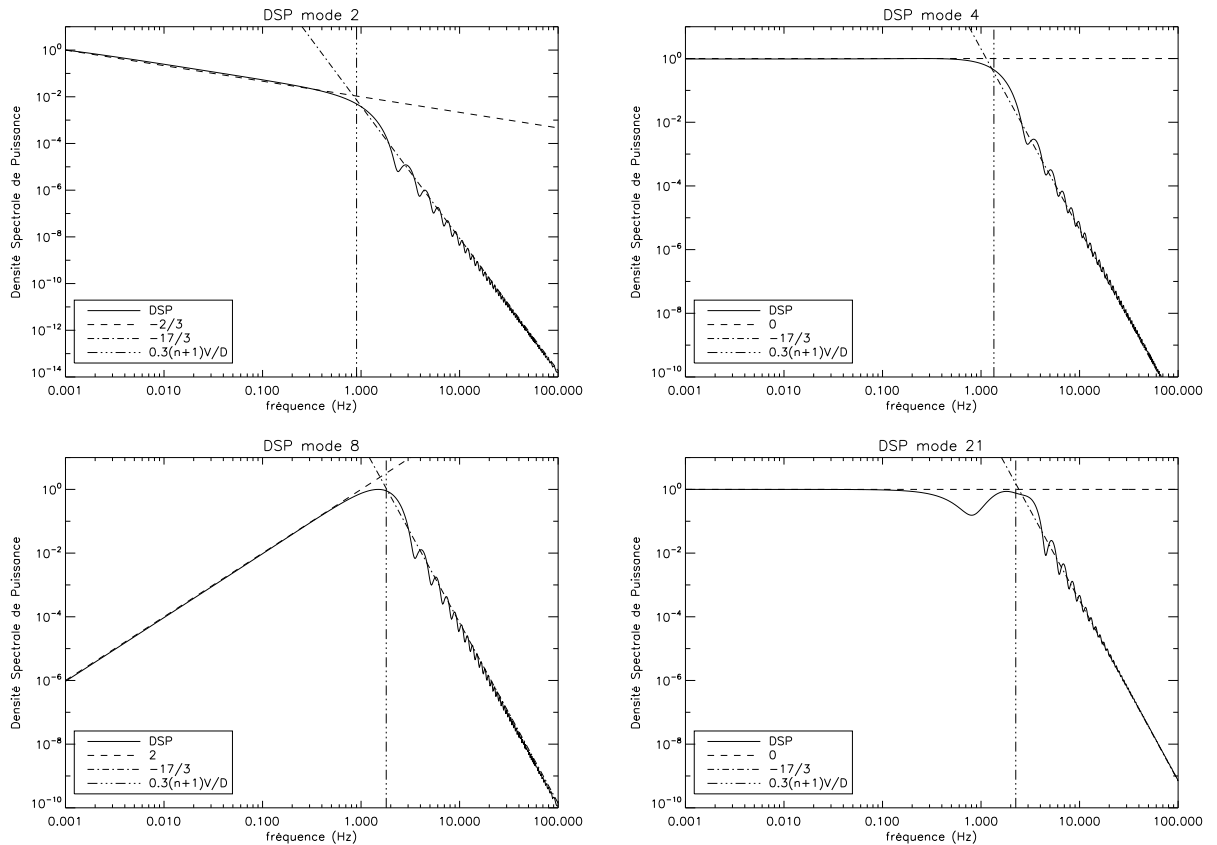 DSP mode 2
Densité Spectrale de Puissance
10^0
10^-2
10^-4
10^-6
10^-8
10^-10
10^-12
10^-14
DSP
-2/3
-17/3
0.3(n+1)V/D
0.001 0.010 0.100 1.000 10.000 100.000
fréquence (Hz)
DSP mode 4
Densité Spectrale de Puissance
10^0
10^-2
10^-4
10^-6
10^-8
10^-10
DSP
0
-17/3
0.3(n+1)V/D
0.001 0.010 0.100 1.000 10.000 100.000
fréquence (Hz)
DSP mode 8
Densité Spectrale de Puissance
10^0
10^-2
10^-4
10^-6
10^-8
10^-10
DSP
2
-17/3
0.3(n+1)V/D
0.001 0.010 0.100 1.000 10.000 100.000
fréquence (Hz)
DSP mode 21
Densité Spectrale de Puissance
10^0
10^-2
10^-4
10^-6
10^-8
10^-10
DSP
0
-17/3
0.3(n+1)V/D
0.001 0.010 0.100 1.000 10.000 100.000
fréquence (Hz)